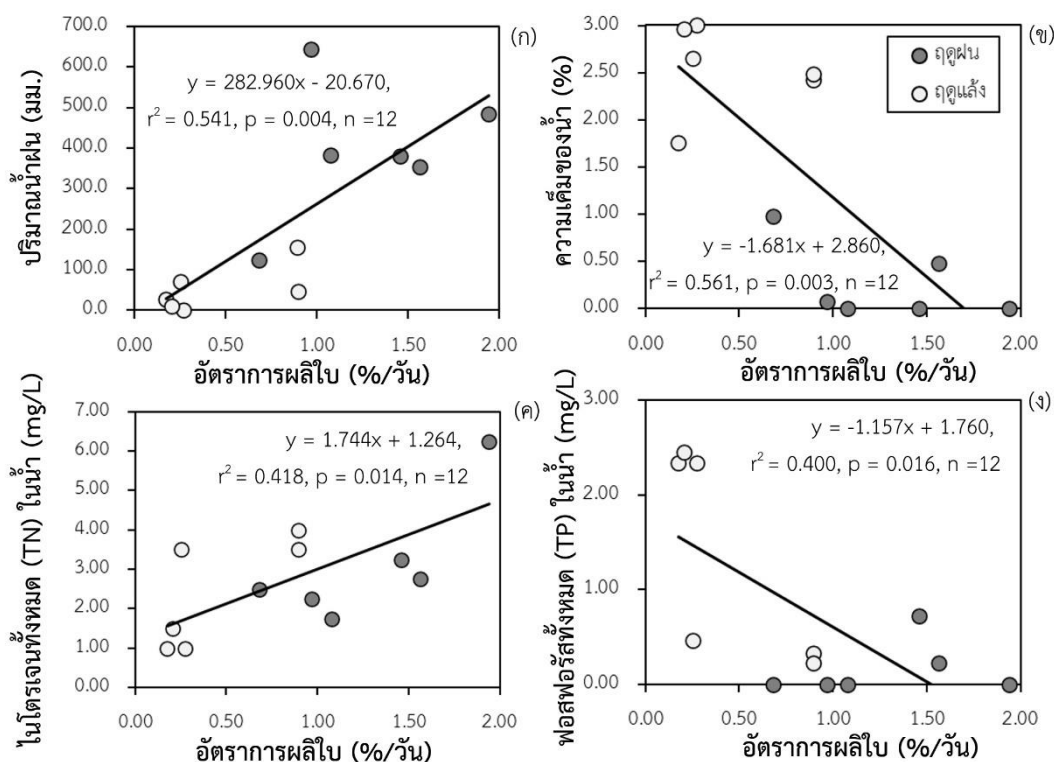 (ก)
ปริมาณน้ำฝน (มม.)
700.0
600.0
500.0
400.0
300.0
200.0
100.0
0.0
y = 282.960x - 20.670,
r² = 0.541, p = 0.004, n =12
0.00 0.50 1.00 1.50 2.00
อัตราการผลิใบ (%/วัน)
(ข)
ความเค็มของน้ำ (%)
3.00
2.50
2.00
1.50
1.00
0.50
0.00
ฤดูฝน
ฤดูแล้ง
y = -1.681x + 2.860,
r² = 0.561, p = 0.003, n =12
0.00 0.50 1.00 1.50 2.00
อัตราการผลิใบ (%/วัน)
(ค)
ไนโตรเจนทั้งหมด (TN) ในน้ำ (mg/L)
7.00
6.00
5.00
4.00
3.00
2.00
1.00
0.00
y = 1.744x + 1.264,
r² = 0.418, p = 0.014, n =12
0.00 0.50 1.00 1.50 2.00
อัตราการผลิใบ (%/วัน)
(ง)
ฟอสฟอรัสทั้งหมด (TP) ในน้ำ (mg/L)
3.00
2.00
1.00
0.00
y = -1.157x + 1.760,
r² = 0.400, p = 0.016, n =12
0.00 0.50 1.00 1.50 2.00
อัตราการผลิใบ (%/วัน)